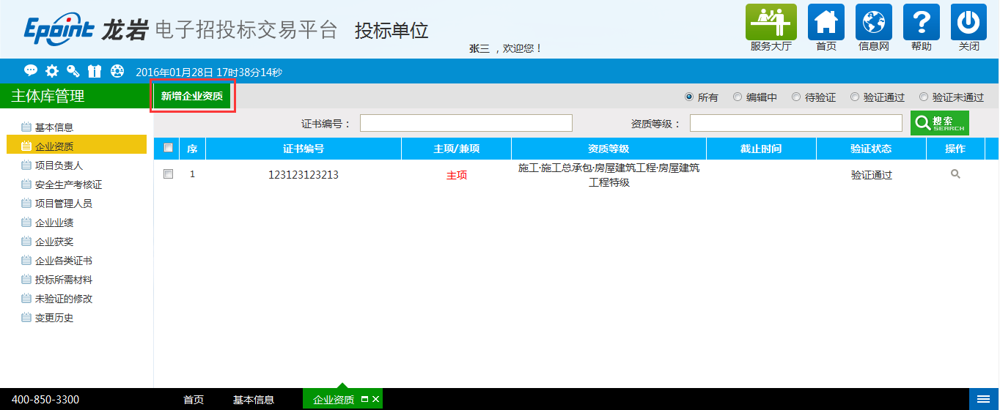 Epoint 龙岩 电子招投标交易平台 投标单位
张三 ，欢迎您！
服务大厅 首页 信息网 帮助 关闭
2016年01月28日 17时38分14秒
主体库管理
新增企业资质
所有 编辑中 待验证 验证通过 验证未通过
基本信息
企业资质
项目负责人
安全生产考核证
项目管理人员
企业业绩
企业获奖
企业各类证书
投标所需材料
未验证的修改
变更历史
证书编号： 资质等级： 搜索 SEARCH
序 证书编号 主项/兼项 资质等级 截止时间 验证状态 操作
1 123123123213 主项 施工·施工总承包·房屋建筑工程·房屋建筑 验证通过
工程特级
400-850-3300 首页 基本信息 企业资质